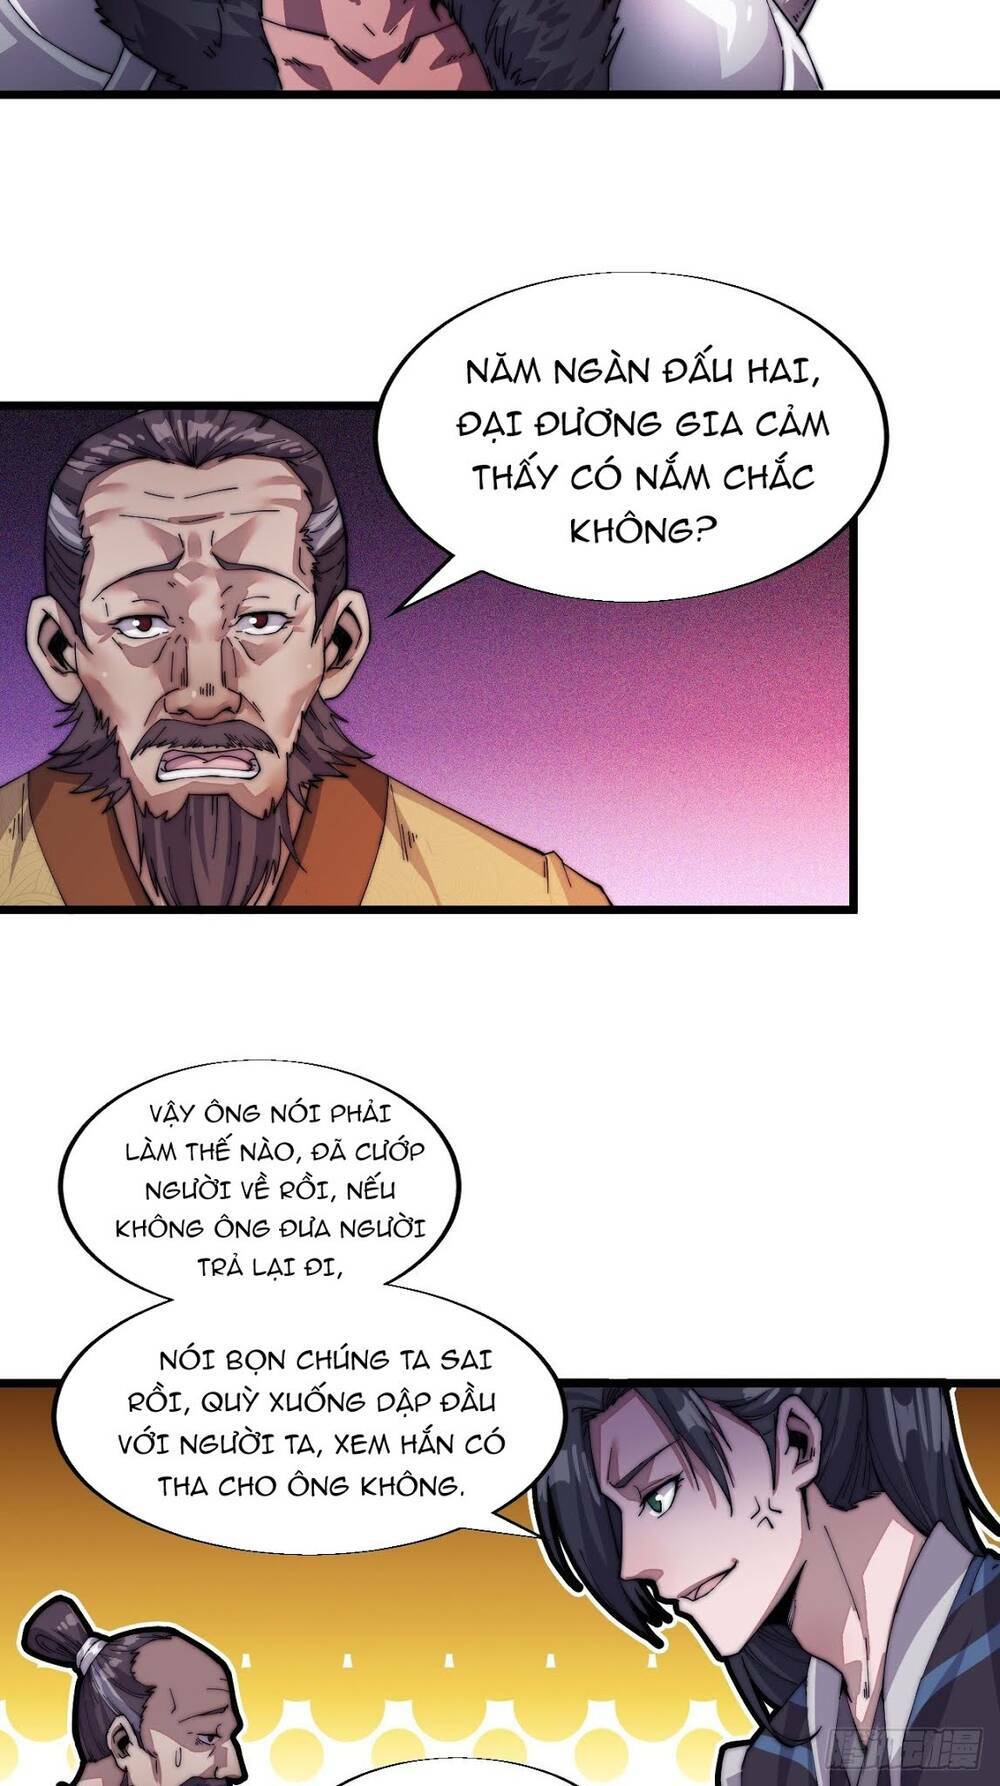 NĂM NGÀN ĐẤU HAI,
ĐẠI ĐƯƠNG GIA CẢM
THẤY CÓ NẮM CHẮC
KHÔNG?
VẬY ÔNG NÓI PHẢI
LÀM THẾ NÀO, ĐÃ CƯỚP
NGƯỜI VỀ RỒI, NẾU
KHÔNG ÔNG ĐƯA NGƯỜI
TRẢ LẠI ĐI,
NÓI BỌN CHÚNG TA SAI
RỒI, QUỲ XUỐNG DẬP ĐẦU
VỚI NGƯỜI TA, XEM HẮN CÓ
THA CHO ÔNG KHÔNG.